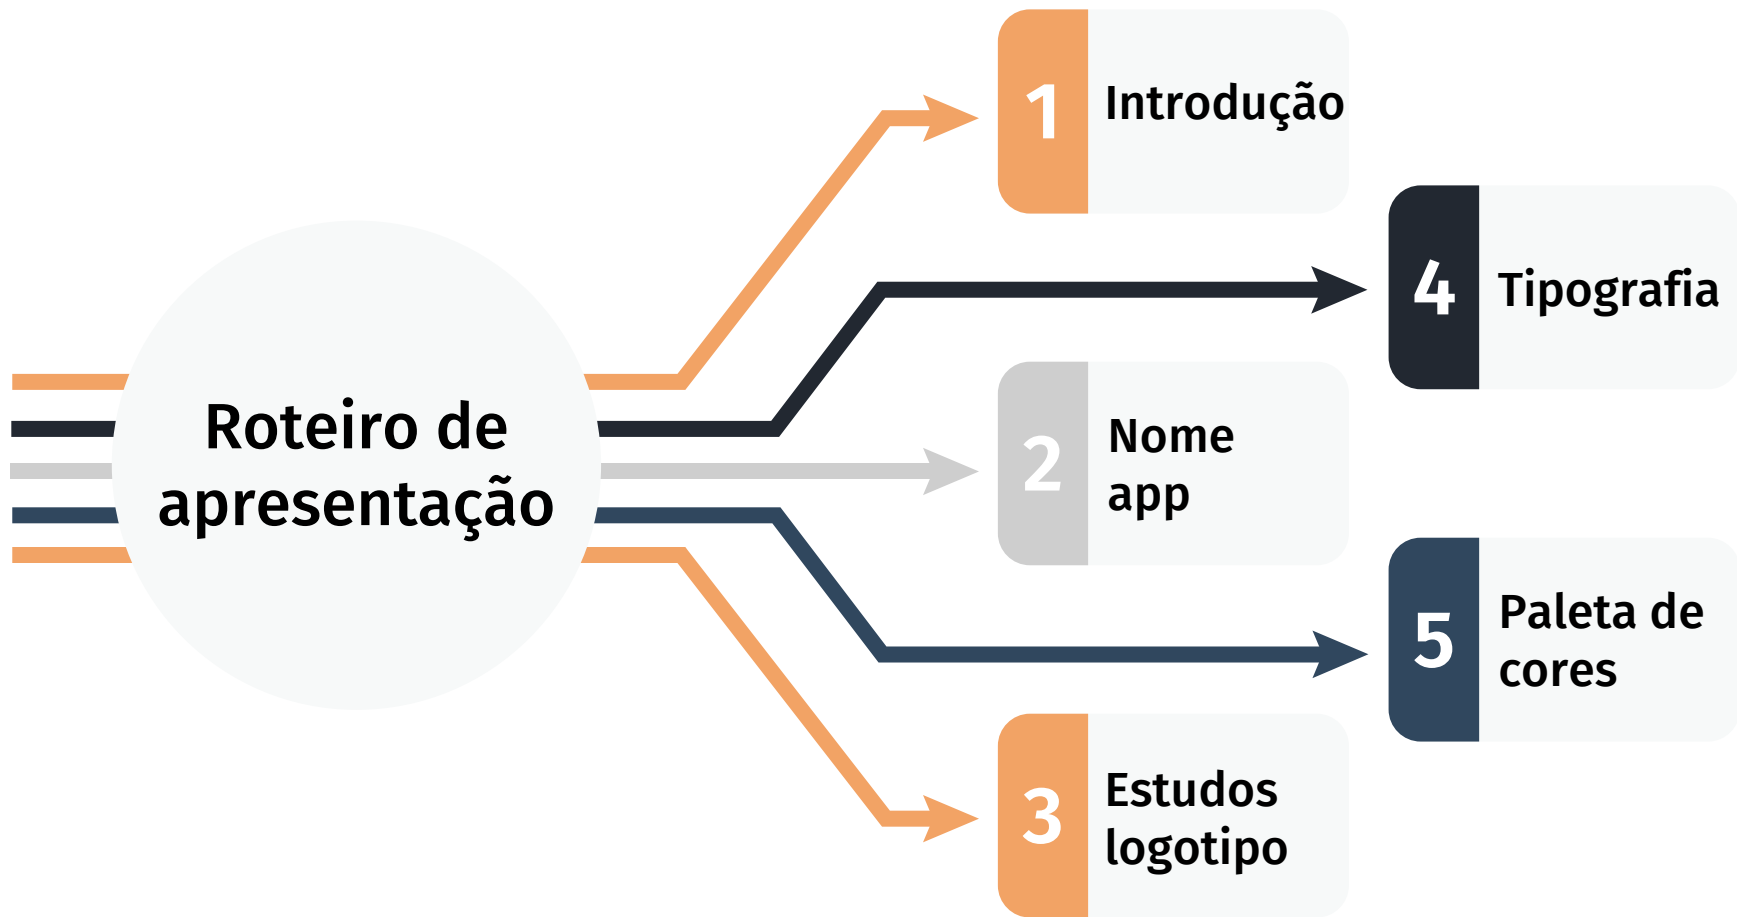 Roteiro de
apresentação
1
Introdução
2
Nome
app
3
Estudos
logotipo
4
Tipografia
5
Paleta de
cores